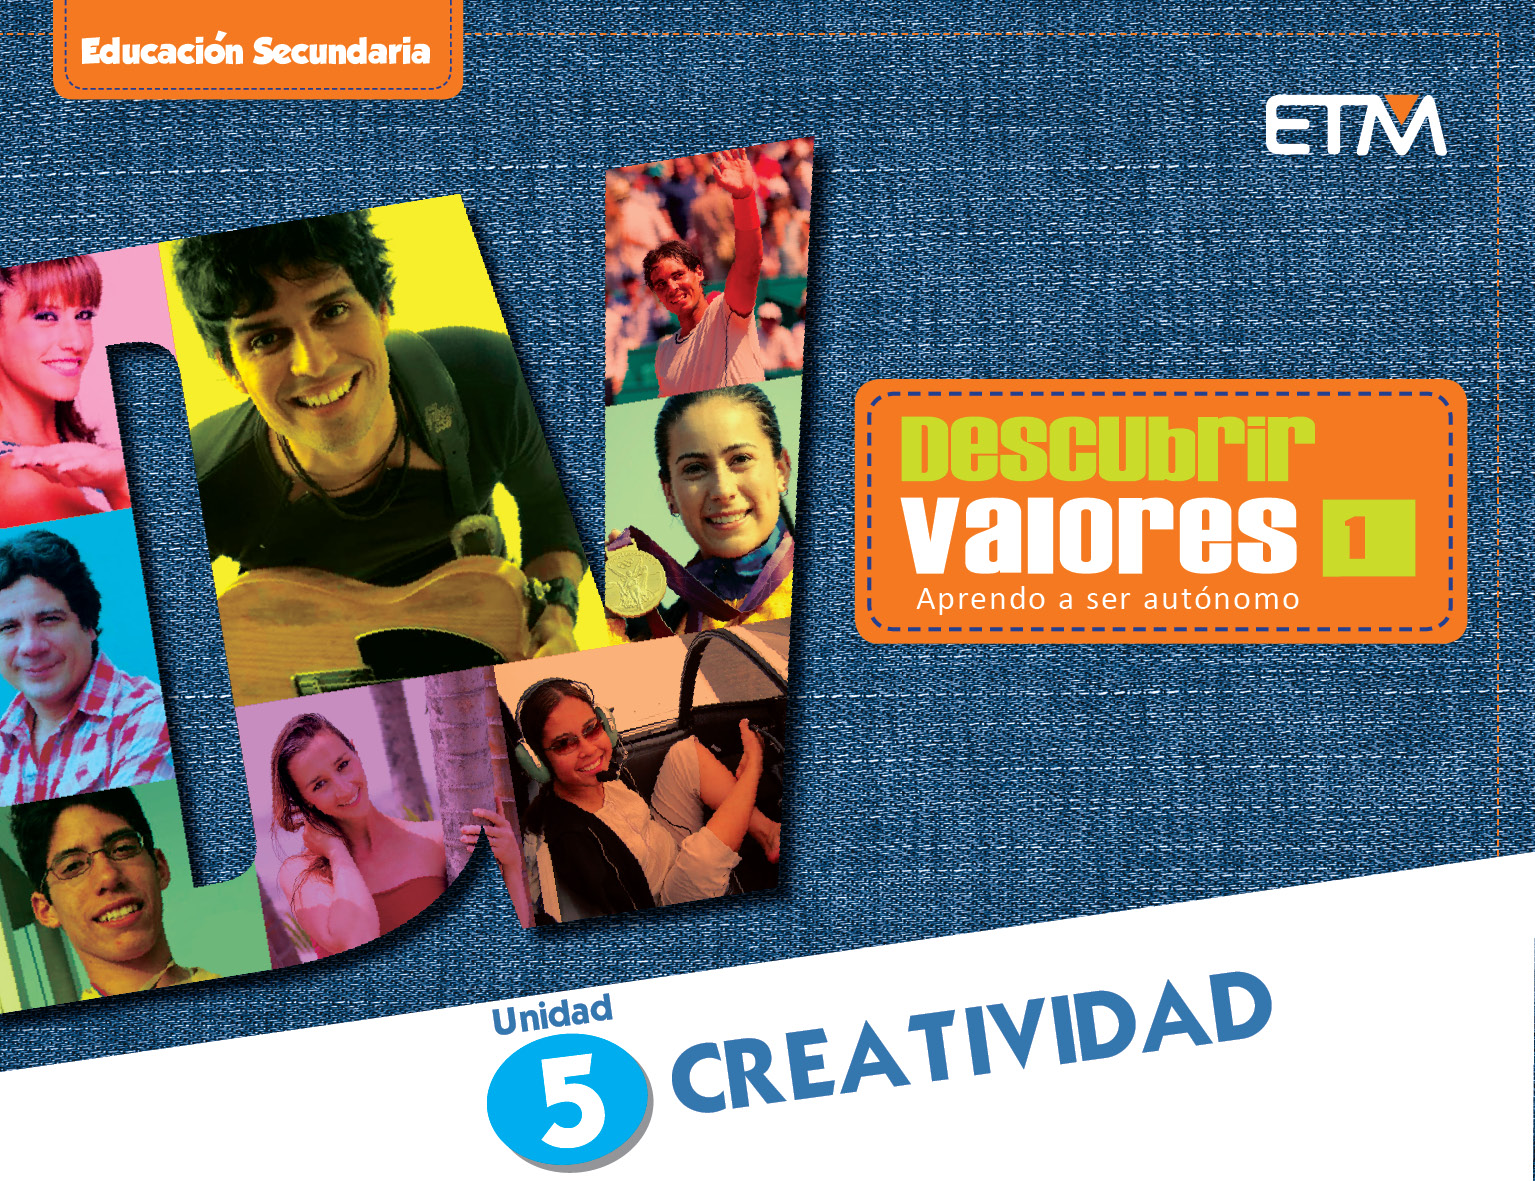 Educación Secundaria
ETM
Descubrir
valores 1
Aprendo a ser autónomo
Unidad
5 CREATIVIDAD